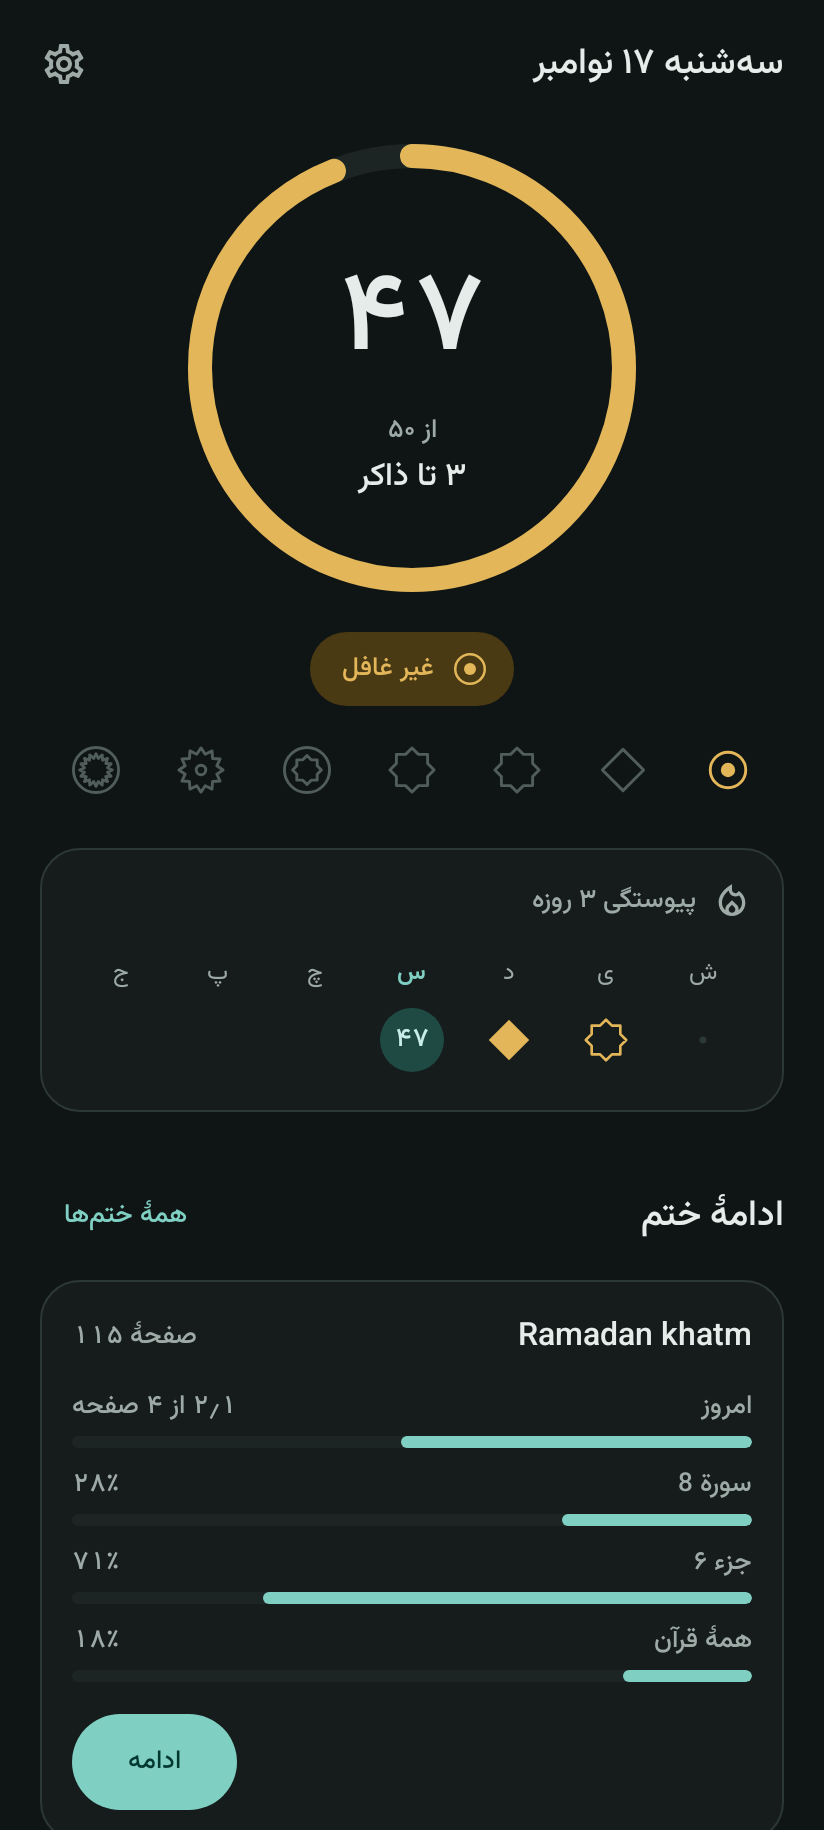 سه‌شنبه ۱۷ نوامبر
۴۷
از ۵۰
۳ تا ذاکر
غیر غافل
پیوستگی ۳ روزه
ش ی د س چ پ ج
۴۷
ادامهٔ ختم همهٔ ختم‌ها
Ramadan khatm صفحهٔ ۱۱۵
امروز ۲٫۱ از ۴ صفحه
سورة 8 ۲۸٪
جزء ۶ ۷۱٪
همهٔ قرآن ۱۸٪
ادامه